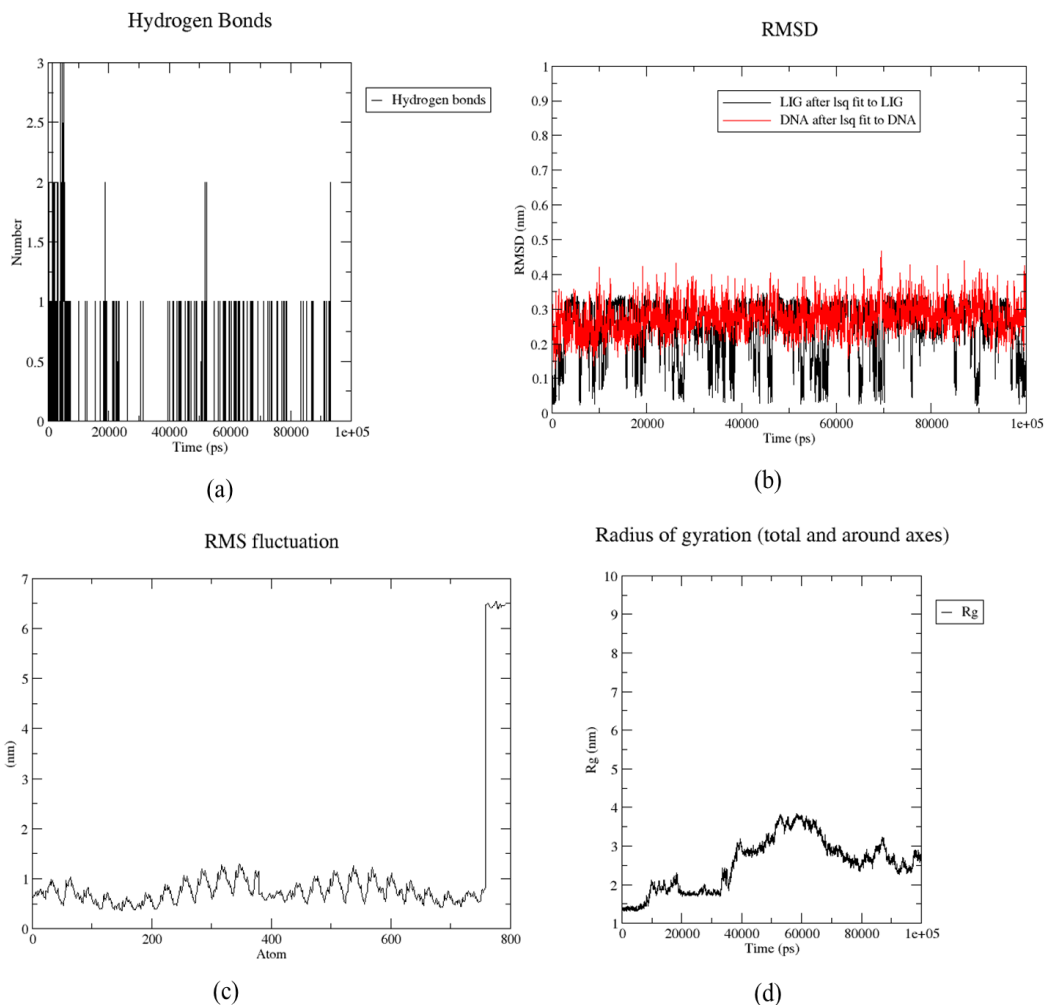 Hydrogen Bonds
3
2.5
2
1.5
1
0.5
0
Number
0 20000 40000 60000 80000 1e+05
Time (ps)
Hydrogen bonds
(a)
RMSD
1
0.9
0.8
0.7
0.6
0.5
0.4
0.3
0.2
0.1
0
RMSD (nm)
LIG after lsq fit to LIG
DNA after lsq fit to DNA
0 20000 40000 60000 80000 1e+05
Time (ps)
(b)
RMS fluctuation
7
6
5
4
3
2
1
0
(nm)
0 200 400 600 800
Atom
(c)
Radius of gyration (total and around axes)
10
9
8
7
6
5
4
3
2
1
Rg (nm)
Rg
0 20000 40000 60000 80000 1e+05
Time (ps)
(d)